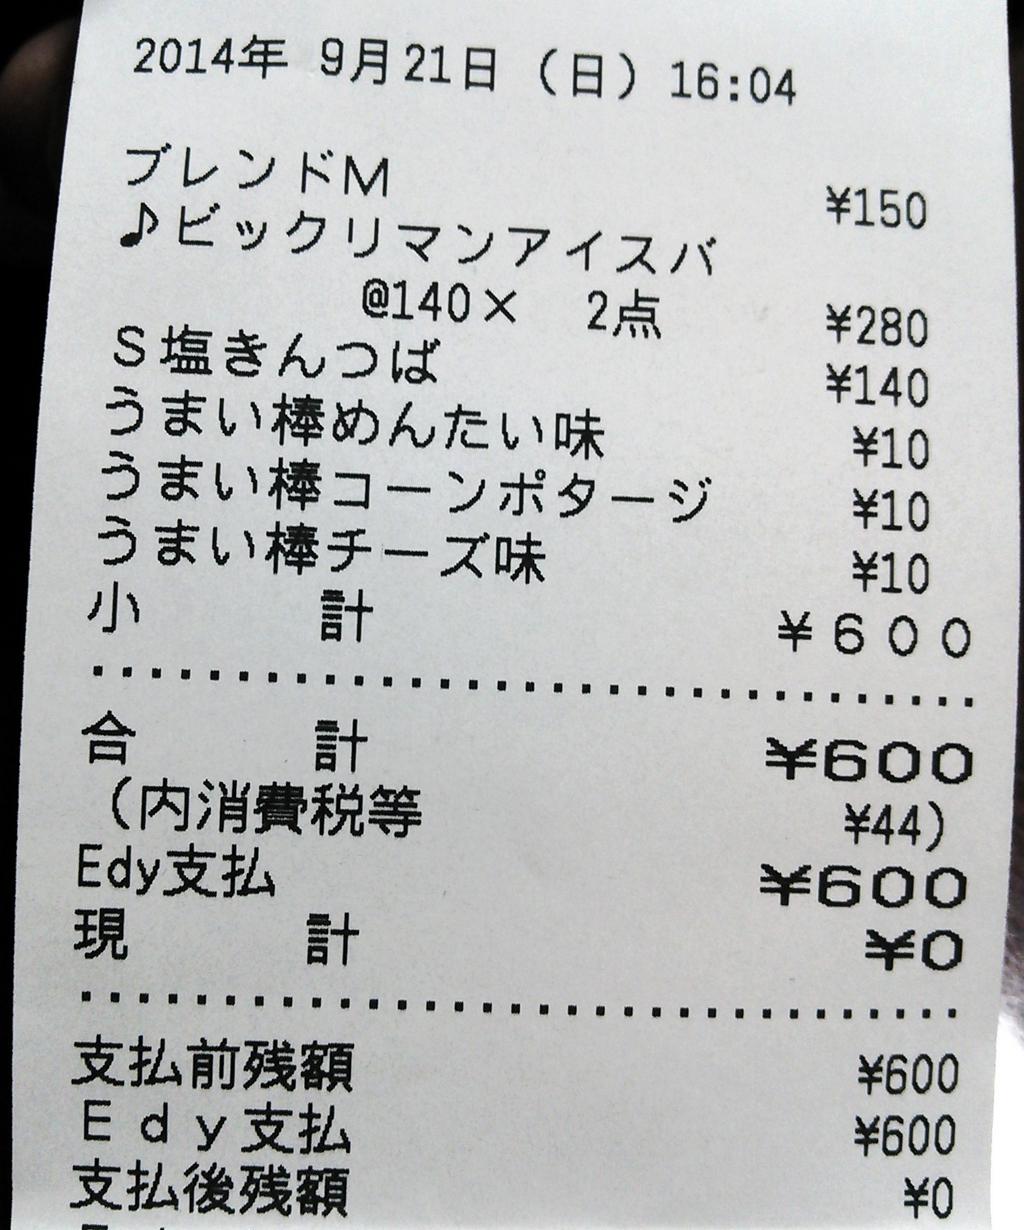 2014年 9月21日（日）16:04
ブレンドM ¥150
♪ビックリマンアイスバ
@140× 2点 ¥280
S塩きんつば ¥140
うまい棒めんたい味 ¥10
うまい棒コーンポタージ ¥10
うまい棒チーズ味 ¥10
小 計 ¥600
合 計 ¥600
（内消費税等 ¥44）
Edy支払 ¥600
現 計 ¥0
支払前残額 ¥600
Edy支払 ¥600
支払後残額 ¥0